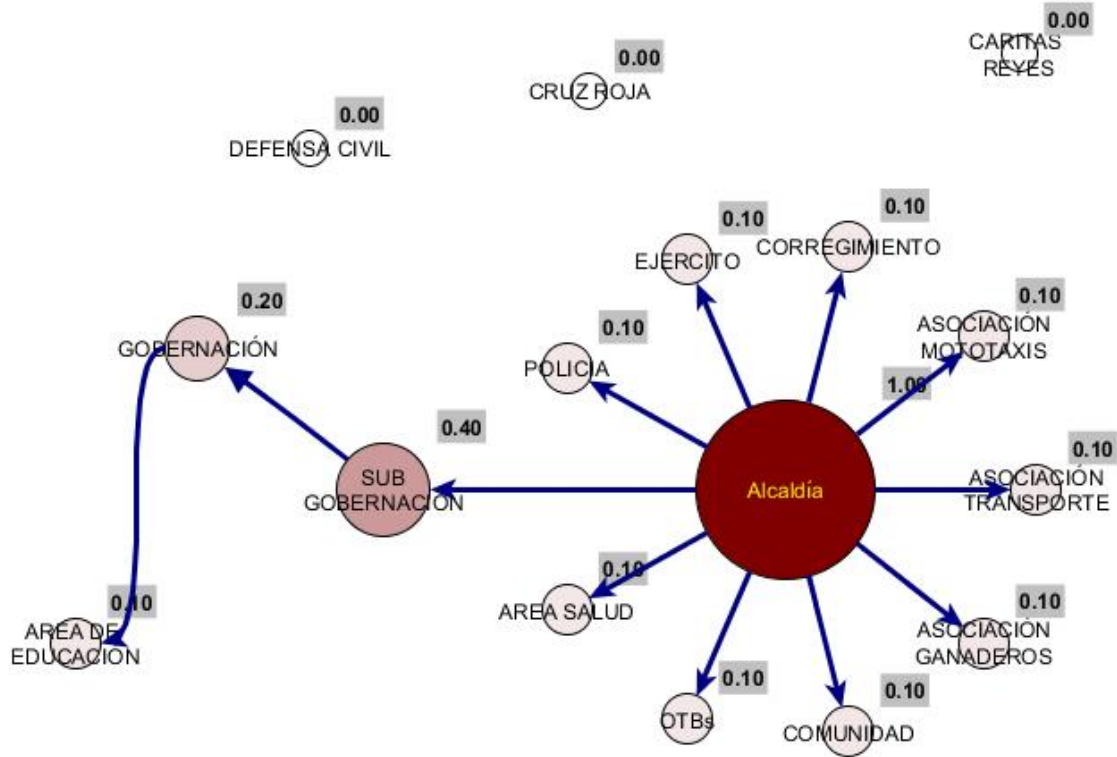 0.00
CARITAS
REYES
0.00
CRUZ ROJA
0.00
DEFENSA CIVIL
0.10
EJERCITO
0.10
CORREGIMIENTO
0.20
GOBERNACIÓN
0.10
POLICIA
0.10
ASOCIACIÓN
MOTOTAXIS
1.00
0.40
SUB
GOBERNACIÓN
Alcaldía
0.10
ASOCIACIÓN
TRANSPORTE
0.10
AREA SALUD
0.10
AREA DE
EDUCACIÓN
0.10
ASOCIACIÓN
GANADEROS
0.10
OTBs
0.10
COMUNIDAD